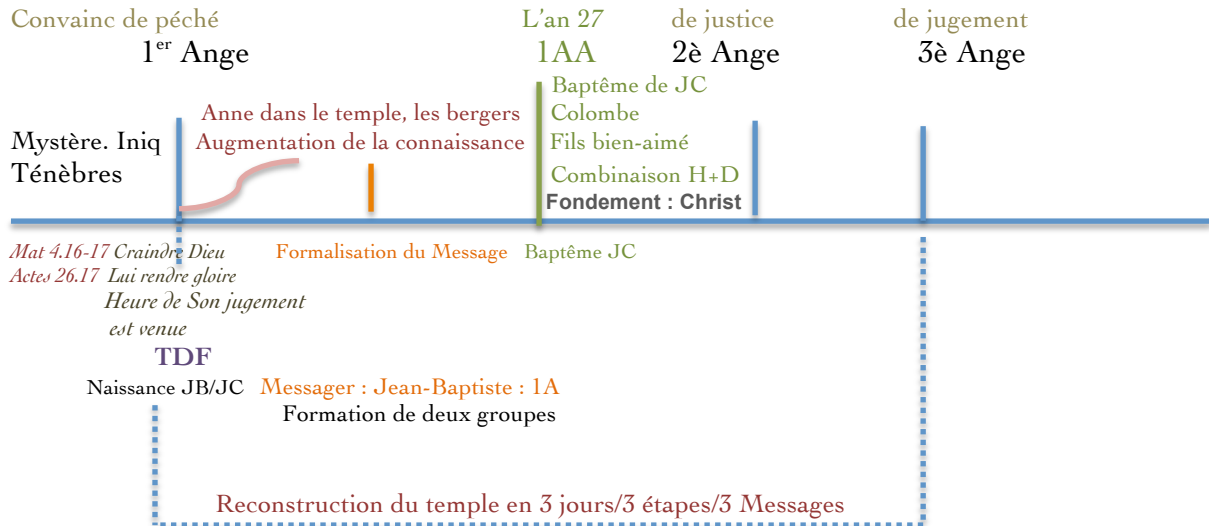 Convainc de péché
L'an 27
de justice
de jugement
1er Ange
1AA
2è Ange
3è Ange
Baptême de JC
Anne dans le temple, les bergers
Colombe
Mystère. Iniq
Augmentation de la connaissance
Fils bien-aimé
Ténèbres
Combinaison H+D
Fondement : Christ
Mat 4.16-17 Craindre Dieu
Formalisation du Message
Baptême JC
Actes 26.17 Lui rendre gloire
Heure de Son jugement
est venue
TDF
Naissance JB/JC
Messager : Jean-Baptiste : 1A
Formation de deux groupes
Reconstruction du temple en 3 jours/3 étapes/3 Messages